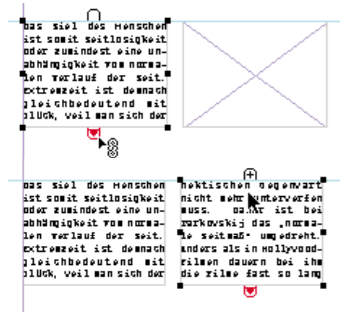 das Ziel des Menschen
ist somit Zeitlosigkeit
oder zumindest eine un-
abhängigkeit vom norma-
len Verlauf der Zeit.
Extremzeit ist demnach
gleichbedeutend mit
Glück, weil man sich der
das Ziel des Menschen
ist somit Zeitlosigkeit
oder zumindest eine un-
abhängigkeit vom norma-
len Verlauf der Zeit.
Extremzeit ist demnach
gleichbedeutend mit
Glück, weil man sich der
hektischen Gegenwart
nicht mehr unterwerfen
muss. Da ist bei
Tarkovskij das „norma-
le Zeitmaß“ umgedreht.
Anders als in Hollywood-
filmen dauern bei ihm
die Filme fast so lang